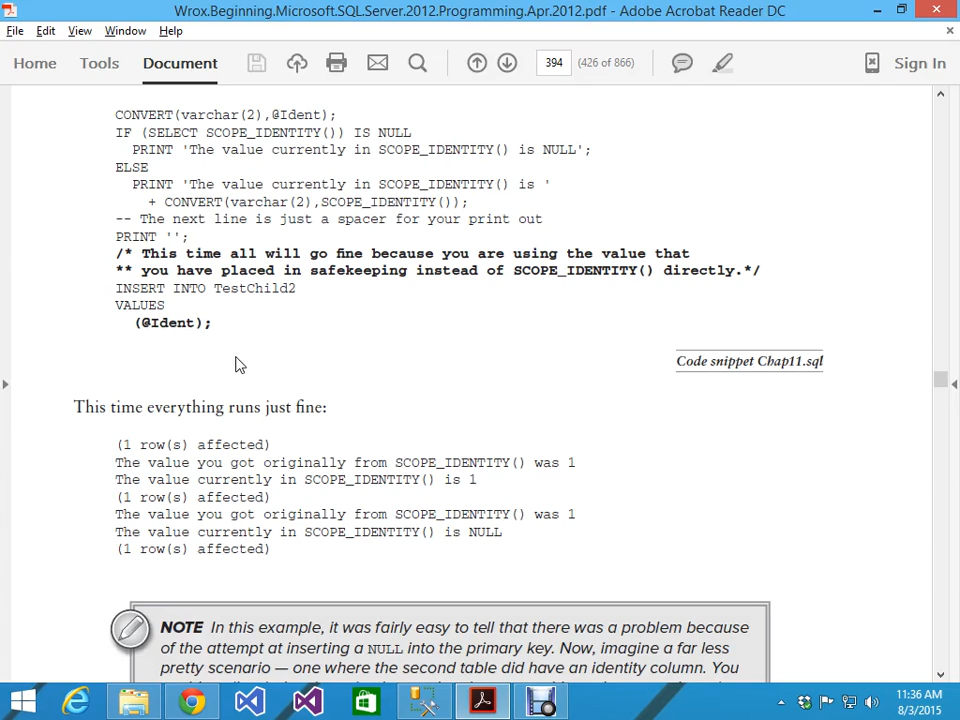 Wrox.Beginning.Microsoft.SQL.Server.2012.Programming.Apr.2012.pdf - Adobe Acrobat Reader DC
File Edit View Window Help
Home Tools Document 394 (426 of 866) Sign In
CONVERT(varchar(2),@Ident);
IF (SELECT SCOPE_IDENTITY()) IS NULL
PRINT 'The value currently in SCOPE_IDENTITY() is NULL';
ELSE
PRINT 'The value currently in SCOPE_IDENTITY() is '
+ CONVERT(varchar(2),SCOPE_IDENTITY());
-- The next line is just a spacer for your print out
PRINT '';
/* This time all will go fine because you are using the value that
** you have placed in safekeeping instead of SCOPE_IDENTITY() directly.*/
INSERT INTO TestChild2
VALUES
(@Ident);
Code snippet Chap11.sql
This time everything runs just fine:
(1 row(s) affected)
The value you got originally from SCOPE_IDENTITY() was 1
The value currently in SCOPE_IDENTITY() is 1
(1 row(s) affected)
The value you got originally from SCOPE_IDENTITY() was 1
The value currently in SCOPE_IDENTITY() is NULL
(1 row(s) affected)
NOTE In this example, it was fairly easy to tell that there was a problem because
of the attempt at inserting a NULL into the primary key. Now, imagine a far less
pretty scenario — one where the second table did have an identity column. You
11:36 AM
8/3/2015